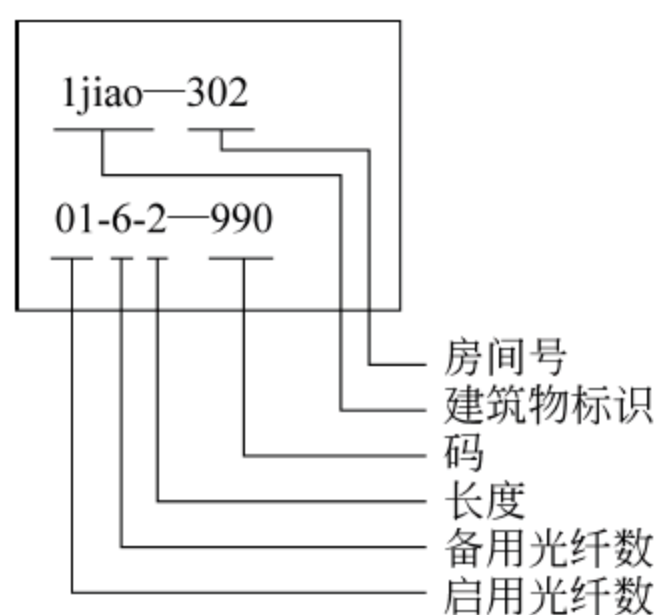 1jiao—302
01-6-2—990
房间号
建筑物标识
码
长度
备用光纤数
启用光纤数